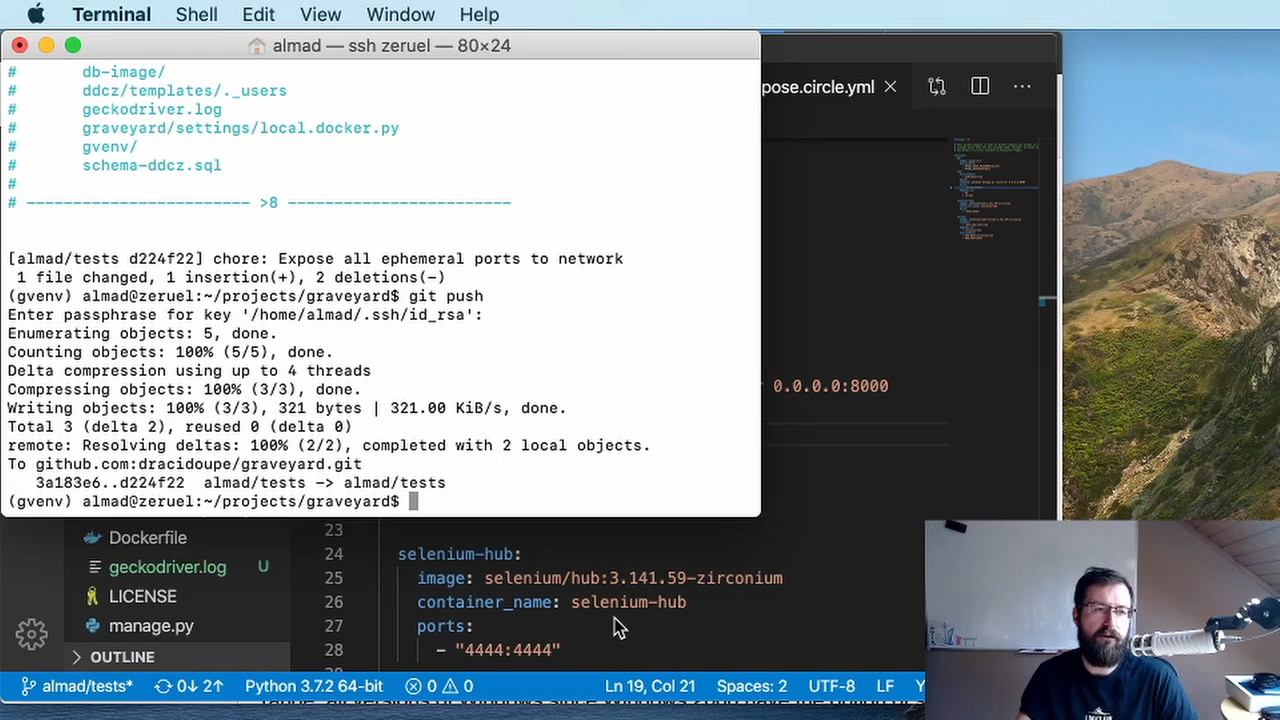 Terminal Shell Edit View Window Help
almad — ssh zeruel — 80×24
# db-image/
# ddcz/templates/._users
# geckodriver.log
# graveyard/settings/local.docker.py
# gvenv/
# schema-ddcz.sql
#
# ------------------------ >8 ------------------------
[almad/tests d224f22] chore: Expose all ephemeral ports to network
1 file changed, 1 insertion(+), 2 deletions(-)
(gvenv) almad@zeruel:~/projects/graveyard$ git push
Enter passphrase for key '/home/almad/.ssh/id_rsa':
Enumerating objects: 5, done.
Counting objects: 100% (5/5), done.
Delta compression using up to 4 threads
Compressing objects: 100% (3/3), done.
Writing objects: 100% (3/3), 321 bytes | 321.00 KiB/s, done.
Total 3 (delta 2), reused 0 (delta 0)
remote: Resolving deltas: 100% (2/2), completed with 2 local objects.
To github.com:dracidoupe/graveyard.git
3a183e6..d224f22 almad/tests -> almad/tests
(gvenv) almad@zeruel:~/projects/graveyard$
pose.circle.yml
0.0.0.0:8000
Dockerfile
geckodriver.log U
LICENSE
manage.py
OUTLINE
23
24 selenium-hub:
25 image: selenium/hub:3.141.59-zirconium
26 container_name: selenium-hub
27 ports:
28 - "4444:4444"
almad/tests* 0↓ 2↑ Python 3.7.2 64-bit 0 0 Ln 19, Col 21 Spaces: 2 UTF-8 LF Y